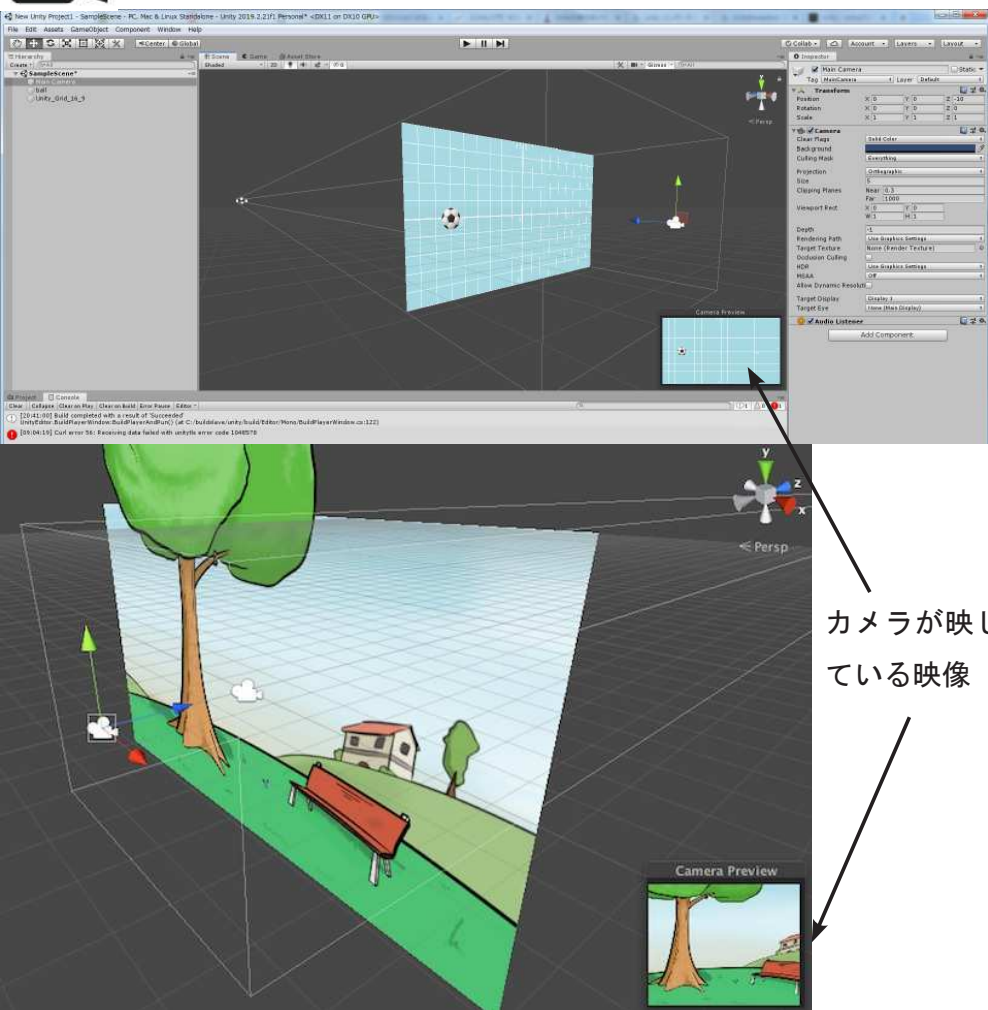 New Unity Project1 - SampleScene - PC, Mac & Linux Standalone - Unity 2019.2.21f1 Personal* <DX11 on DX10 GPU>
File Edit Assets GameObject Component Window Help
Center Global Collab Account Layers Layout
Hierarchy
Create
SampleScene*
Main Camera
ball
Unity_Grid_16_9
Scene Game Asset Store
Shaded 2D Gizmos
Persp
Camera Preview
Inspector
Main Camera Static
Tag MainCamera Layer Default
Transform
Position X 0 Y 0 Z -10
Rotation X 0 Y 0 Z 0
Scale X 1 Y 1 Z 1
Camera
Clear Flags Solid Color
Background
Culling Mask Everything
Projection Orthographic
Size 5
Clipping Planes Near 0.3
Far 1000
Viewport Rect X 0 Y 0
W 1 H 1
Depth -1
Rendering Path Use Graphics Settings
Target Texture None (Render Texture)
Occlusion Culling
HDR Use Graphics Settings
MSAA Off
Allow Dynamic Resoluti
Target Display Display 1
Target Eye None (Main Display)
Audio Listener
Add Component
Project Console
Clear Collapse Clear on Play Clear on Build Error Pause Editor
[20:41:00] Build completed with a result of 'Succeeded'
UnityEditor.BuildPlayerWindow:BuildPlayerAndRun() (at C:/buildslave/unity/build/Editor/Mono/BuildPlayerWindow.cs:122)
[09:04:19] Curl error 56: Receiving data failed with unitytls error code 1048578
y
z
x
Persp
カメラが映し
ている映像
Camera Preview